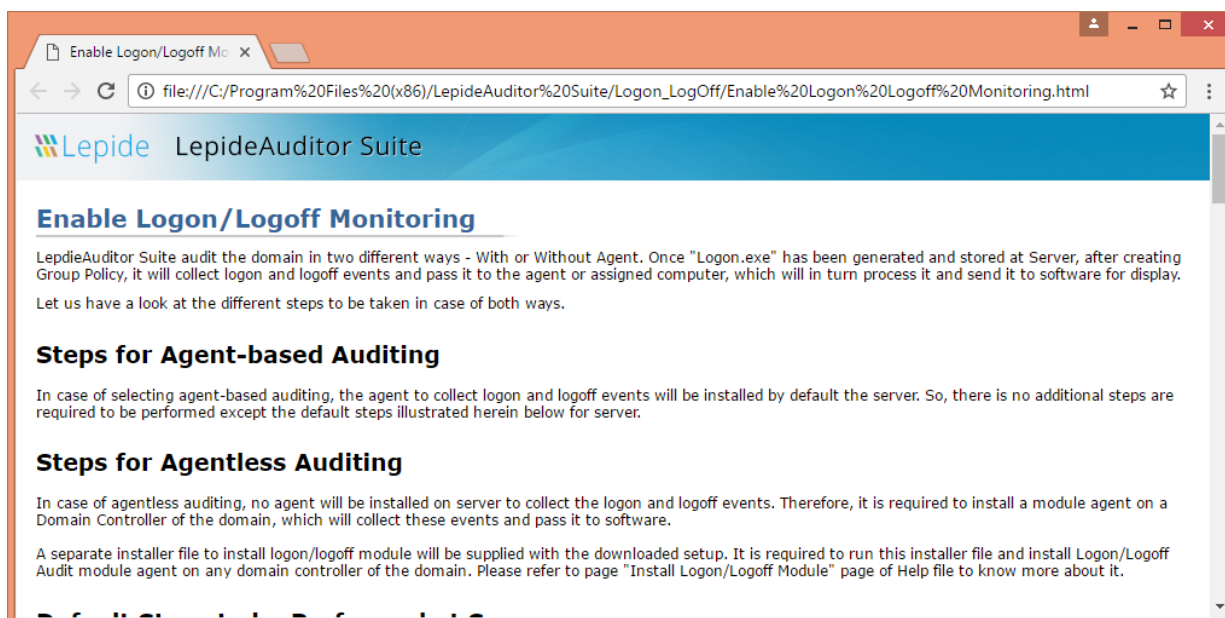 Enable Logon/Logoff Mo
file:///C:/Program%20Files%20(x86)/LepideAuditor%20Suite/Logon_LogOff/Enable%20Logon%20Logoff%20Monitoring.html
Lepide LepideAuditor Suite
Enable Logon/Logoff Monitoring
LepdieAuditor Suite audit the domain in two different ways - With or Without Agent. Once "Logon.exe" has been generated and stored at Server, after creating
Group Policy, it will collect logon and logoff events and pass it to the agent or assigned computer, which will in turn process it and send it to software for display.
Let us have a look at the different steps to be taken in case of both ways.
Steps for Agent-based Auditing
In case of selecting agent-based auditing, the agent to collect logon and logoff events will be installed by default the server. So, there is no additional steps are
required to be performed except the default steps illustrated herein below for server.
Steps for Agentless Auditing
In case of agentless auditing, no agent will be installed on server to collect the logon and logoff events. Therefore, it is required to install a module agent on a
Domain Controller of the domain, which will collect these events and pass it to software.
A separate installer file to install logon/logoff module will be supplied with the downloaded setup. It is required to run this installer file and install Logon/Logoff
Audit module agent on any domain controller of the domain. Please refer to page "Install Logon/Logoff Module" page of Help file to know more about it.